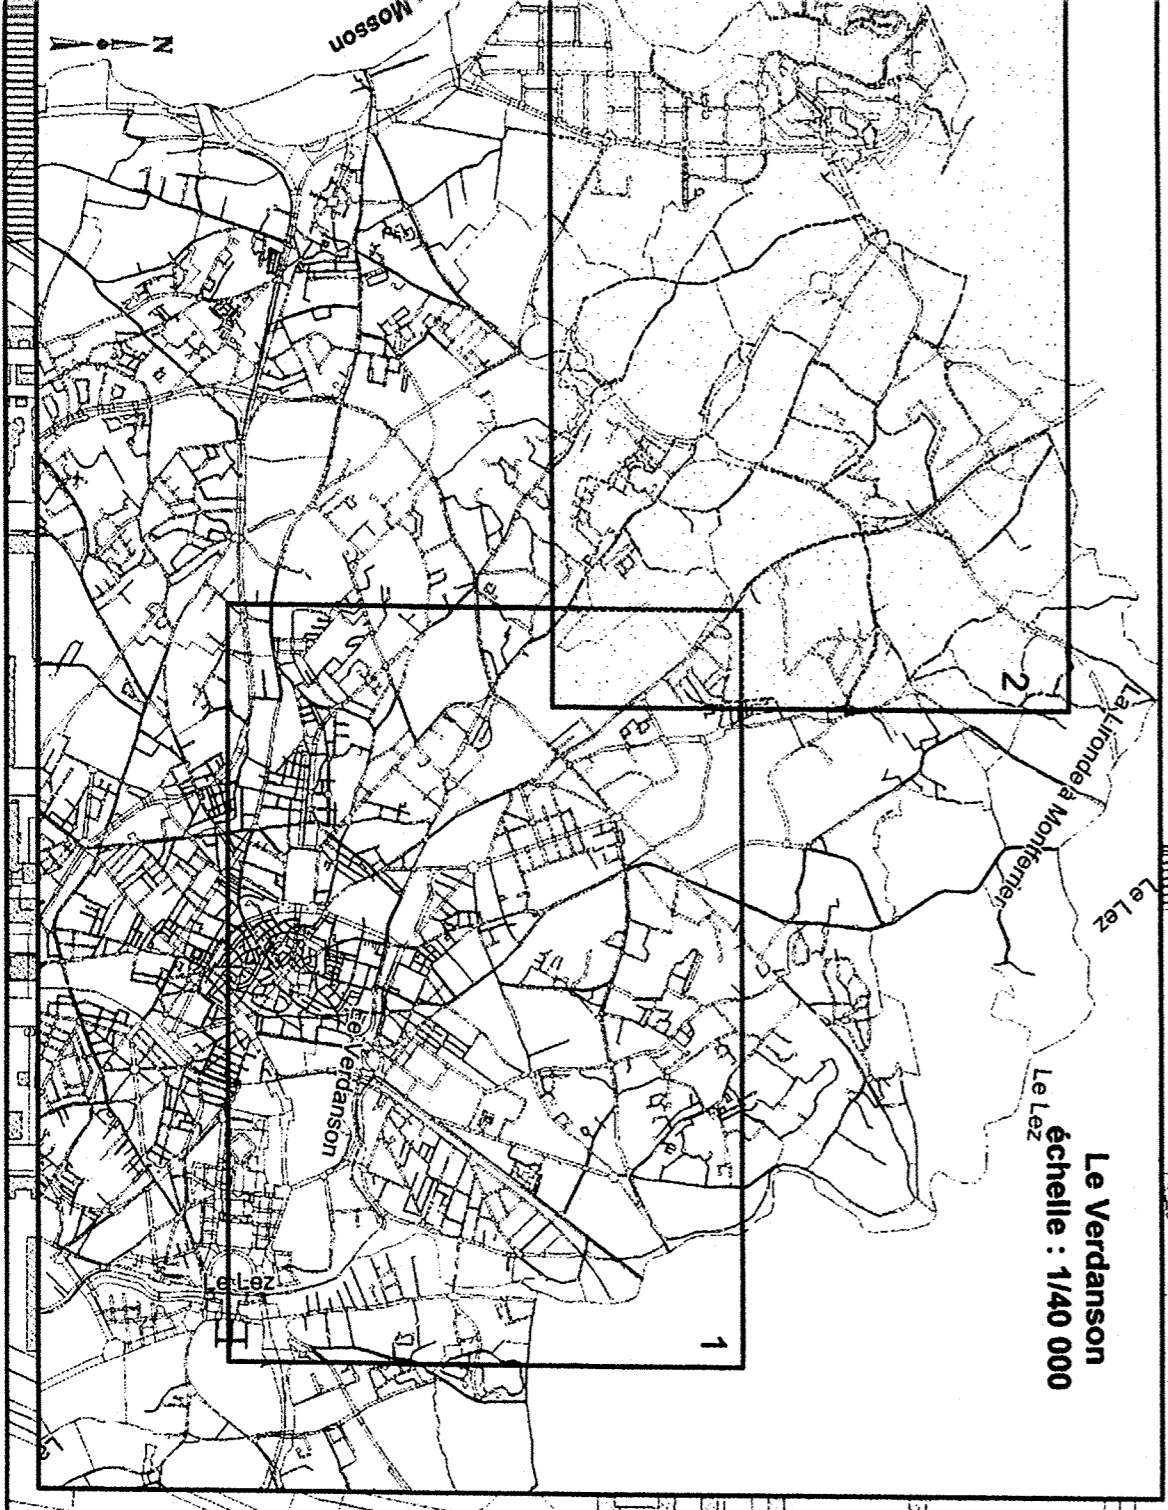 Le Verdanson
échelle : 1/40 000
N
Mosson
La Lironde à Montferrier
Le Lez
Le Lez
2
Le Verdanson
Le Lez
1